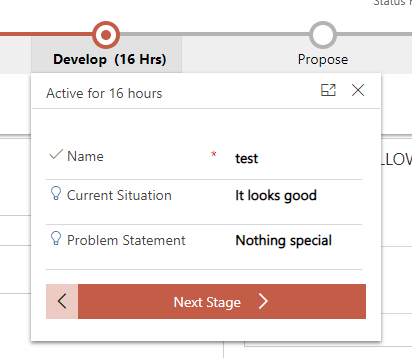 Status
Develop (16 Hrs)
Propose
Active for 16 hours
Name * test
LLOW
Current Situation It looks good
Problem Statement Nothing special
Next Stage